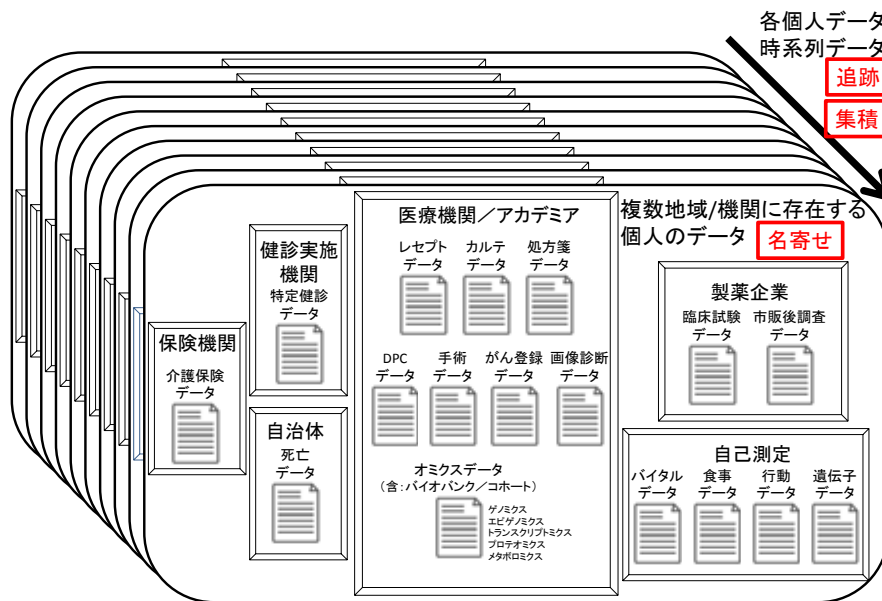 各個人データ
時系列データ
追跡
集積
複数地域/機関に存在する
個人のデータ
名寄せ
保険機関
介護保険
データ
健診実施
機関
特定健診
データ
自治体
死亡
データ
医療機関／アカデミア
レセプト
データ
カルテ
データ
処方箋
データ
DPC
データ
手術
データ
がん登録
データ
画像診断
データ
オミクスデータ
（含：バイオバンク／コホート）
ゲノミクス
エピゲノミクス
トランスクリプトミクス
プロテオミクス
メタボロミクス
製薬企業
臨床試験
データ
市販後調査
データ
自己測定
バイタル
データ
食事
データ
行動
データ
遺伝子
データ